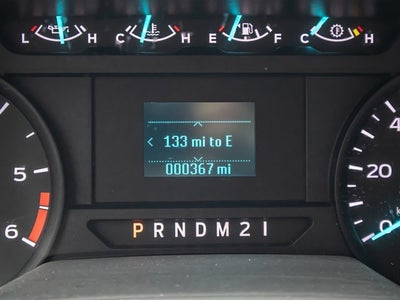 L H C H E F C H
133 mi to E
000367 mi
5
6
P R N D M 2 1
20
0